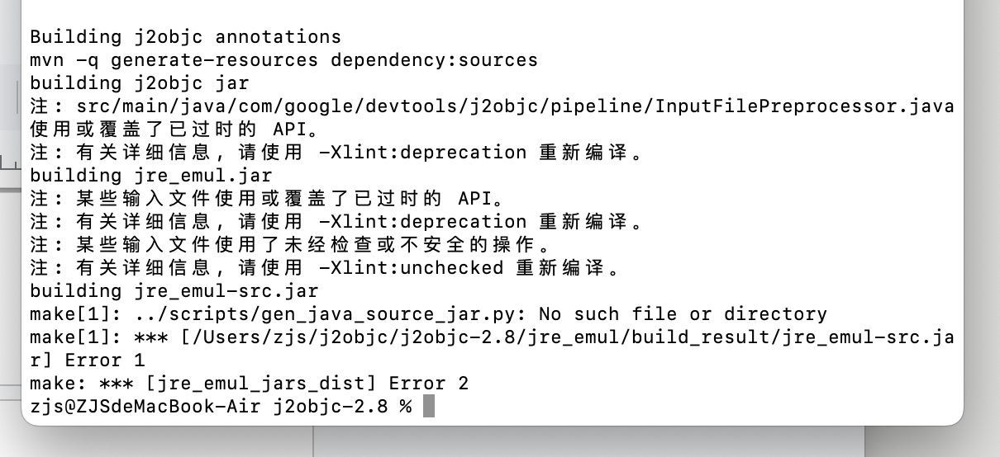 Building j2objc annotations
mvn -q generate-resources dependency:sources
building j2objc jar
注: src/main/java/com/google/devtools/j2objc/pipeline/InputFilePreprocessor.java
使用或覆盖了已过时的 API。
注: 有关详细信息, 请使用 -Xlint:deprecation 重新编译。
building jre_emul.jar
注: 某些输入文件使用或覆盖了已过时的 API。
注: 有关详细信息, 请使用 -Xlint:deprecation 重新编译。
注: 某些输入文件使用了未经检查或不安全的操作。
注: 有关详细信息, 请使用 -Xlint:unchecked 重新编译。
building jre_emul-src.jar
make[1]: ../scripts/gen_java_source_jar.py: No such file or directory
make[1]: *** [/Users/zjs/j2objc/j2objc-2.8/jre_emul/build_result/jre_emul-src.ja
r] Error 1
make: *** [jre_emul_jars_dist] Error 2
zjs@ZJSdeMacBook-Air j2objc-2.8 %